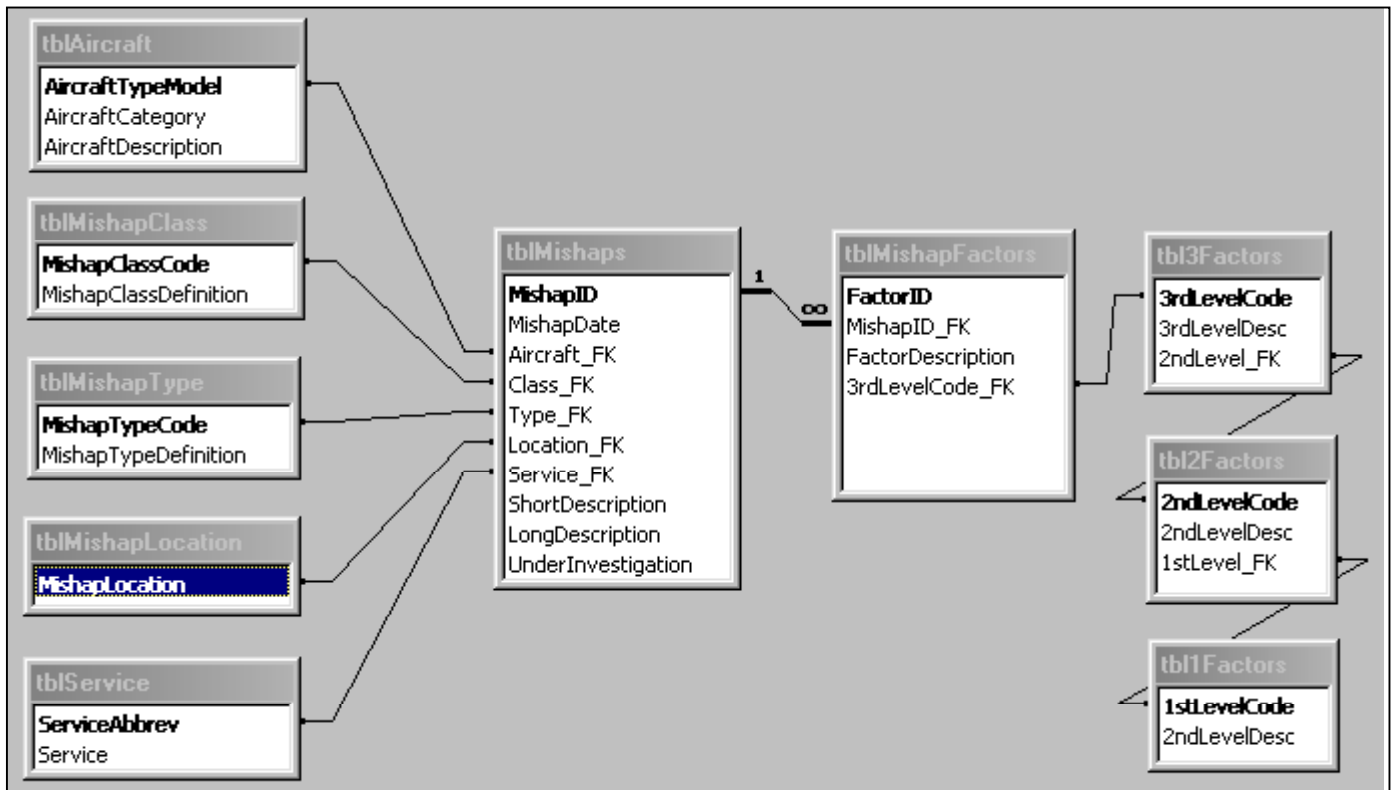 tblAircraft
AircraftTypeModel
AircraftCategory
AircraftDescription
tblMishapClass
MishapClassCode
MishapClassDefinition
tblMishapType
MishapTypeCode
MishapTypeDefinition
tblMishapLocation
MishapLocation
tblService
ServiceAbbrev
Service
tblMishaps
MishapID
MishapDate
Aircraft_FK
Class_FK
Type_FK
Location_FK
Service_FK
ShortDescription
LongDescription
UnderInvestigation
1
∞
tblMishapFactors
FactorID
MishapID_FK
FactorDescription
3rdLevelCode_FK
tbl3Factors
3rdLevelCode
3rdLevelDesc
2ndLevel_FK
tbl2Factors
2ndLevelCode
2ndLevelDesc
1stLevel_FK
tbl1Factors
1stLevelCode
2ndLevelDesc